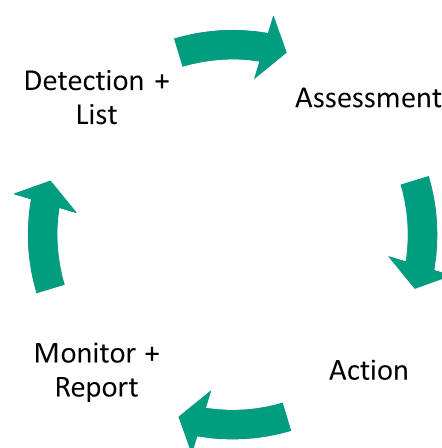 Detection +
List
Assessment
Action
Monitor +
Report